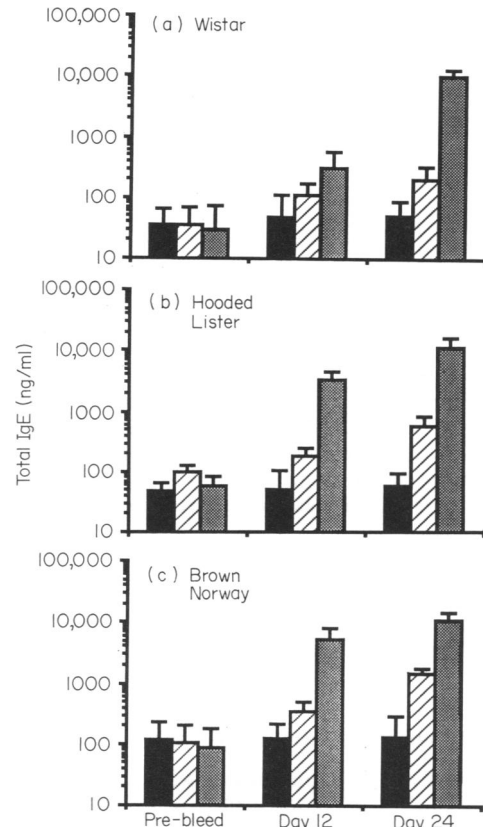 (a) Wistar
100,000
10,000
1000
100
10
(b) Hooded
Lister
100,000
10,000
1000
100
10
Total IgE (ng/ml)
(c) Brown
Norway
100,000
10,000
1000
100
10
Pre-bleed Day 12 Day 24